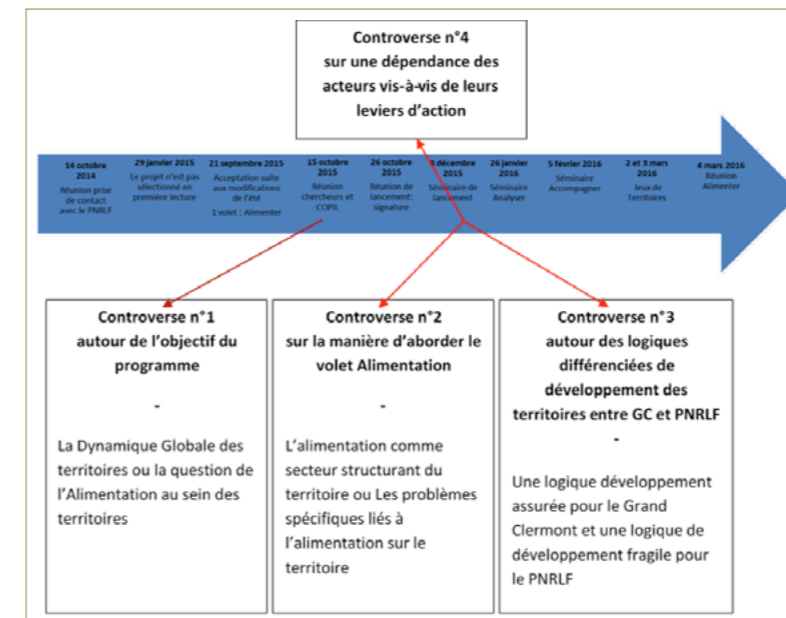 Controverse n°4
sur une dépendance des
acteurs vis-à-vis de leurs
leviers d'action
14 octobre
2014
Réunion prise
de contact
avec le PNRLF
29 janvier 2015
Le projet n'est pas
sélectionné en
première lecture
21 septembre 2015
Acceptation suite
aux modifications
de l'été
1 volet : Alimenter
15 octobre
2015
Réunion
chercheurs et
COPIL
26 octobre
2015
Réunion de
lancement:
signature
décembre
2015
Séminaire de
lancement
26 janvier
2016
Séminaire
Analyser
5 février 2016
Séminaire
Accompagner
2 et 3 mars
2016
Jeux de
Territoires
4 mars 2016
Réunion
Alimenter
Controverse n°1
autour de l'objectif du
programme
-
La Dynamique Globale des
territoires ou la question de
l'Alimentation au sein des
territoires
Controverse n°2
sur la manière d'aborder le
volet Alimentation
-
L'alimentation comme
secteur structurant du
territoire ou Les problèmes
spécifiques liés à
l'alimentation sur le
territoire
Controverse n°3
autour des logiques
différenciées de
développement des
territoires entre GC et PNRLF
-
Une logique développement
assurée pour le Grand
Clermont et une logique de
développement fragile pour
le PNRLF